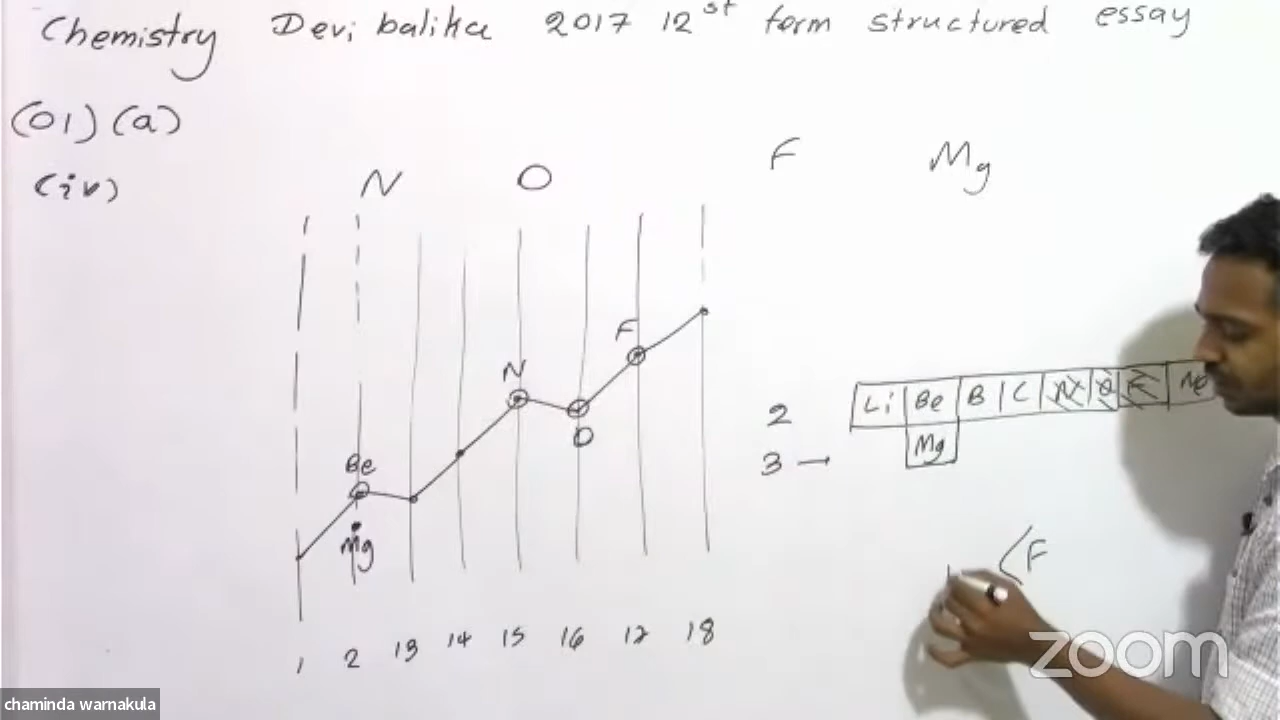 Chemistry Devi balika 2017 12st form structured essay
(01) (a)
(iv)
N O F Mg
F
N
O
Be
Mg
2 Li Be B C N O F Ne
3 Mg
< F
1 2 13 14 15 16 17 18
zoom
chaminda warnakula